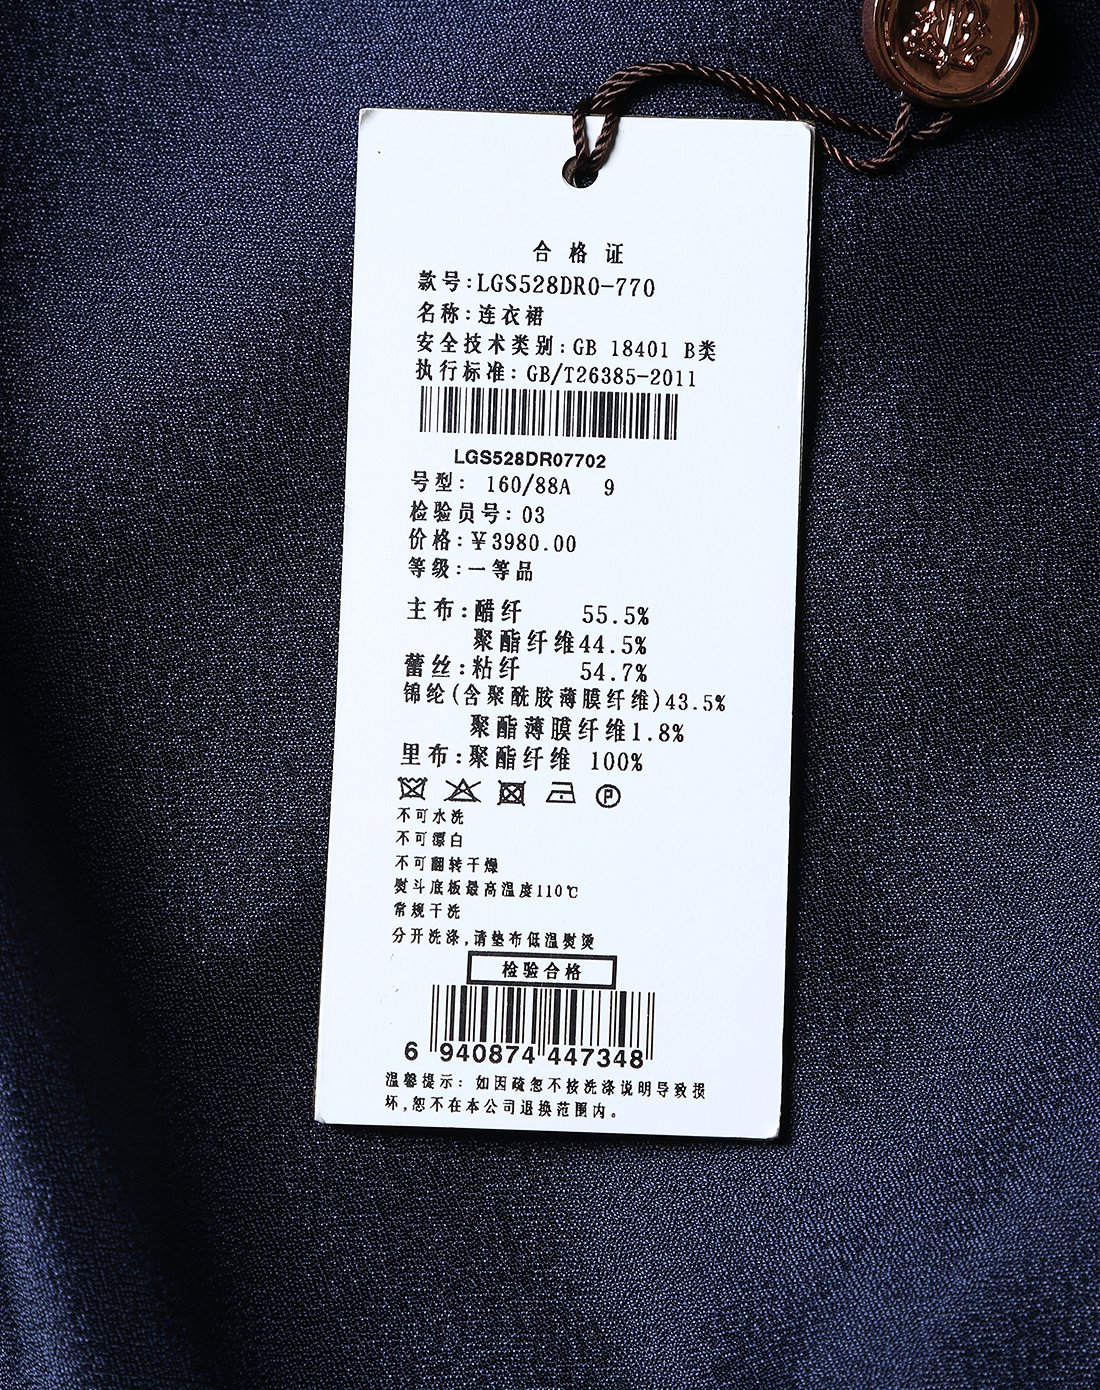 合格证
款号:LGS528DR0-770
名称:连衣裙
安全技术类别:GB 18401 B类
执行标准:GB/T26385-2011
LGS528DR07702
号型: 160/88A 9
检验员号:03
价格:￥3980.00
等级:一等品
主布:醋纤 55.5%
聚酯纤维44.5%
蕾丝:粘纤 54.7%
锦纶(含聚酰胺薄膜纤维)43.5%
聚酯薄膜纤维1.8%
里布:聚酯纤维 100%
P
不可水洗
不可漂白
不可翻转干燥
熨斗底板最高温度110℃
常规干洗
分开洗涤,请垫布低温熨烫
检验合格
6 940874 447348
温馨提示: 如因疏忽不按洗涤说明导致损
坏,恕不在本公司退换范围内。